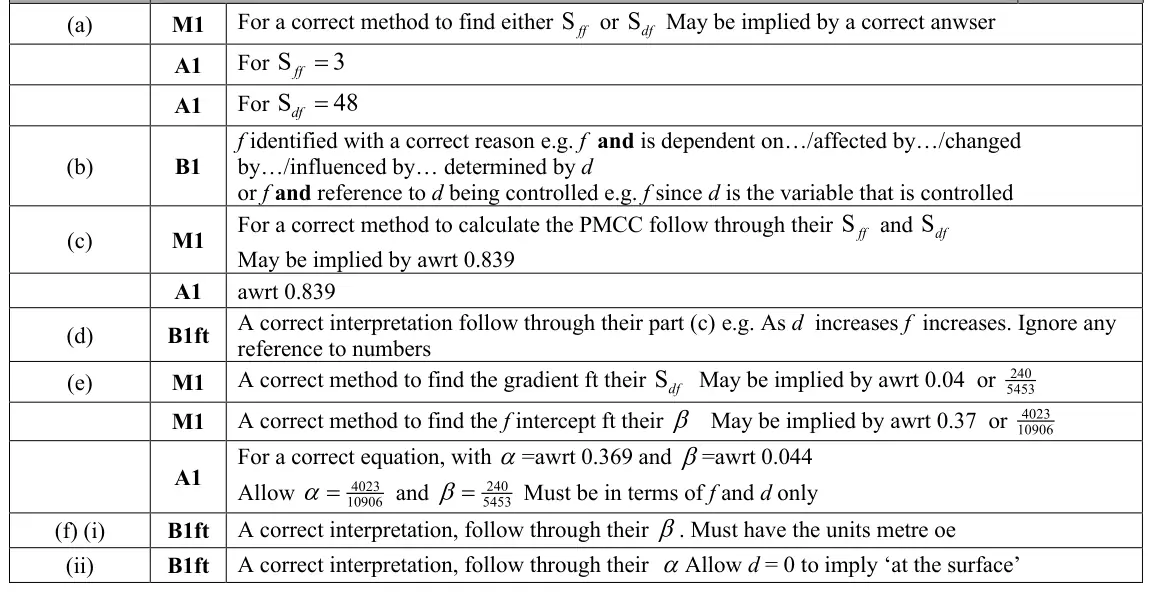 (a) M1 For a correct method to find either S_ff or S_df May be implied by a correct anwser
A1 For S_ff = 3
A1 For S_df = 48
f identified with a correct reason e.g. f and is dependent on…/affected by…/changed
(b) B1 by…/influenced by… determined by d
or f and reference to d being controlled e.g. f since d is the variable that is controlled
(c) M1 For a correct method to calculate the PMCC follow through their S_ff and S_df
May be implied by awrt 0.839
A1 awrt 0.839
(d) B1ft A correct interpretation follow through their part (c) e.g. As d increases f increases. Ignore any
reference to numbers
(e) M1 A correct method to find the gradient ft their S_df May be implied by awrt 0.04 or 240/5453
M1 A correct method to find the f intercept ft their β May be implied by awrt 0.37 or 4023/10906
A1 For a correct equation, with α =awrt 0.369 and β =awrt 0.044
Allow α = 4023/10906 and β = 240/5453 Must be in terms of f and d only
(f) (i) B1ft A correct interpretation, follow through their β . Must have the units metre oe
(ii) B1ft A correct interpretation, follow through their α Allow d = 0 to imply ‘at the surface’